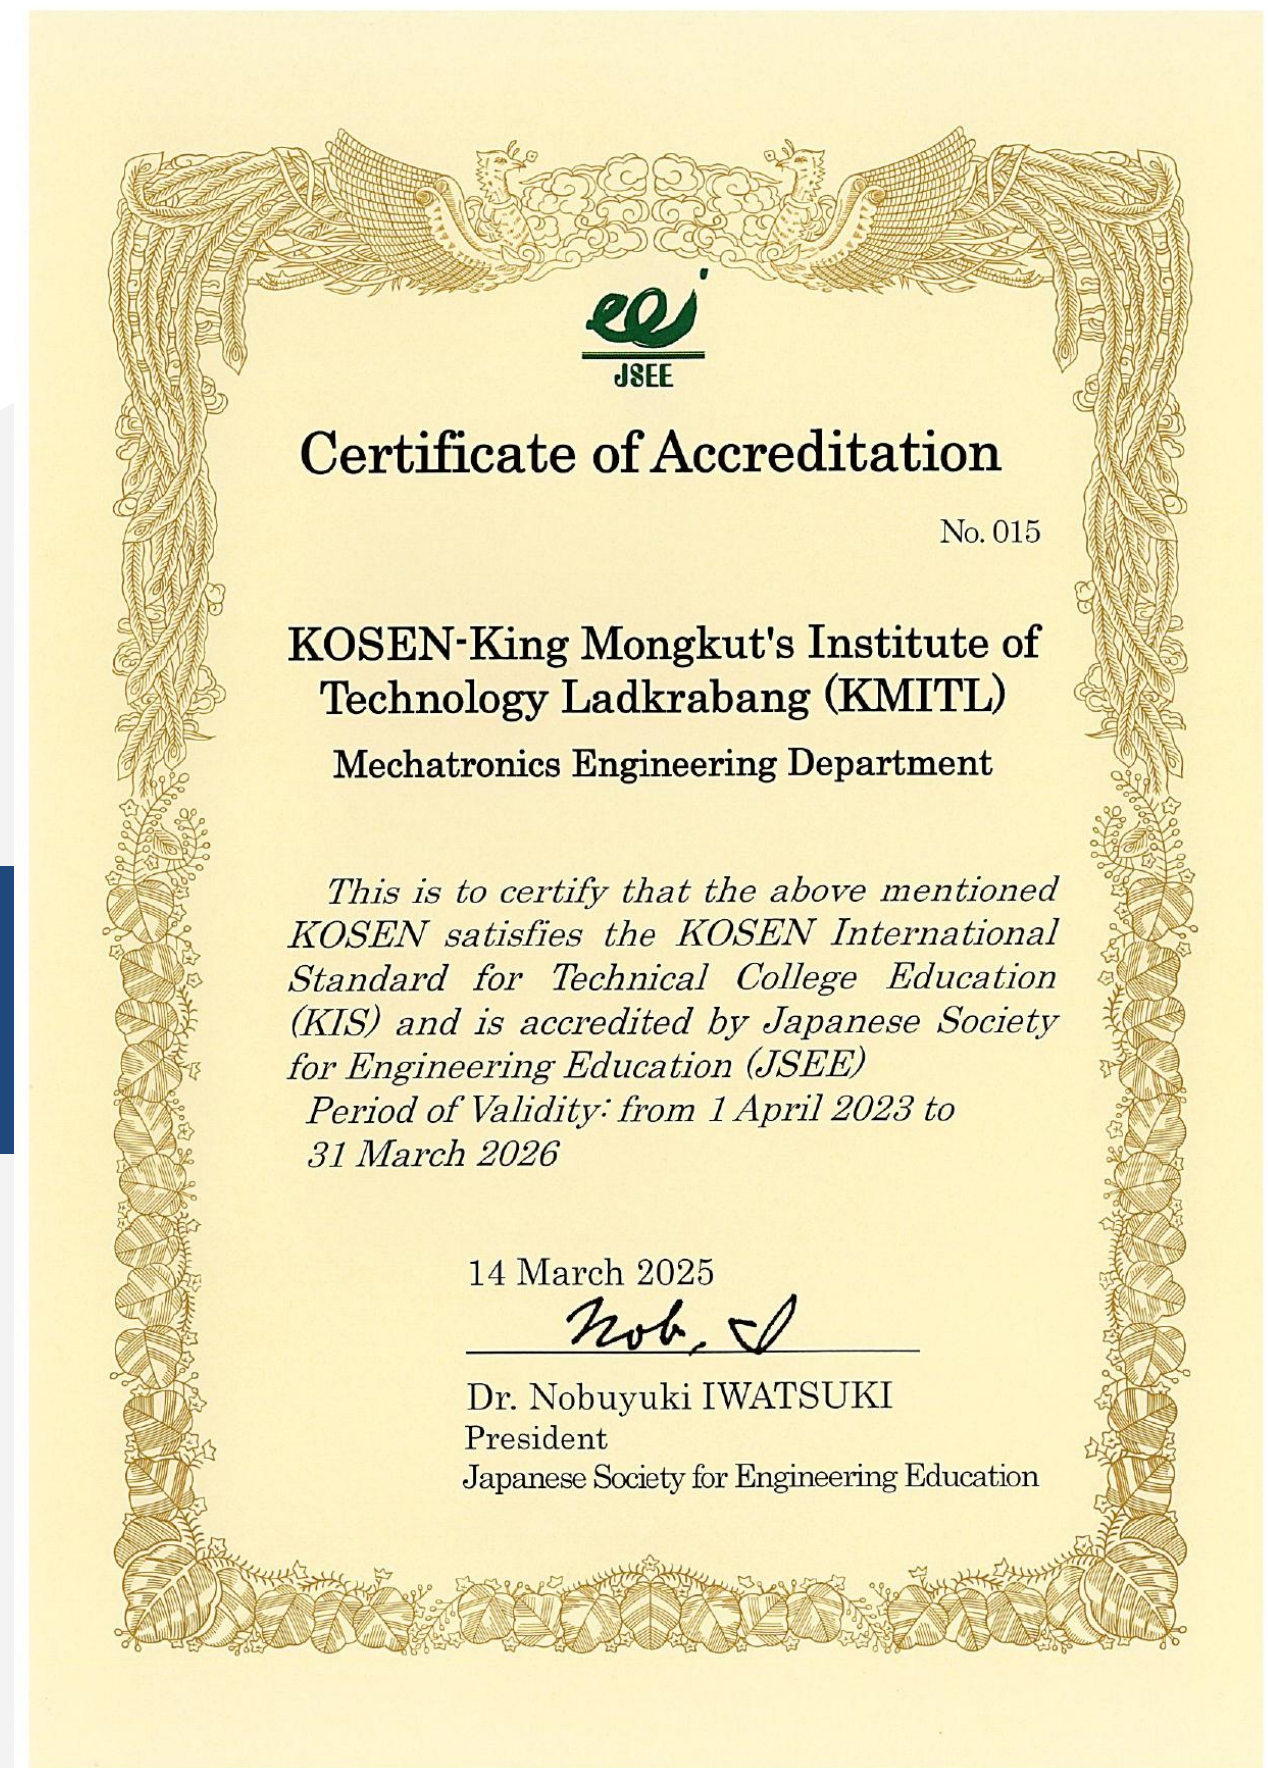 JSEE
Certificate of Accreditation
No. 015
KOSEN-King Mongkut's Institute of
Technology Ladkrabang (KMITL)
Mechatronics Engineering Department
This is to certify that the above mentioned
KOSEN satisfies the KOSEN International
Standard for Technical College Education
(KIS) and is accredited by Japanese Society
for Engineering Education (JSEE)
Period of Validity: from 1 April 2023 to
31 March 2026
14 March 2025
Dr. Nobuyuki IWATSUKI
President
Japanese Society for Engineering Education